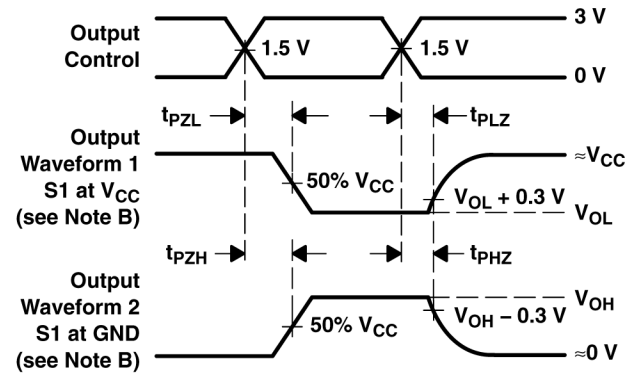 Output
Control
1.5 V
1.5 V
3 V
0 V
tPZL
tPLZ
Output
Waveform 1
S1 at VCC
(see Note B)
50% VCC
≈VCC
VOL + 0.3 V
VOL
tPZH
tPHZ
Output
Waveform 2
S1 at GND
(see Note B)
50% VCC
VOH
VOH − 0.3 V
≈0 V